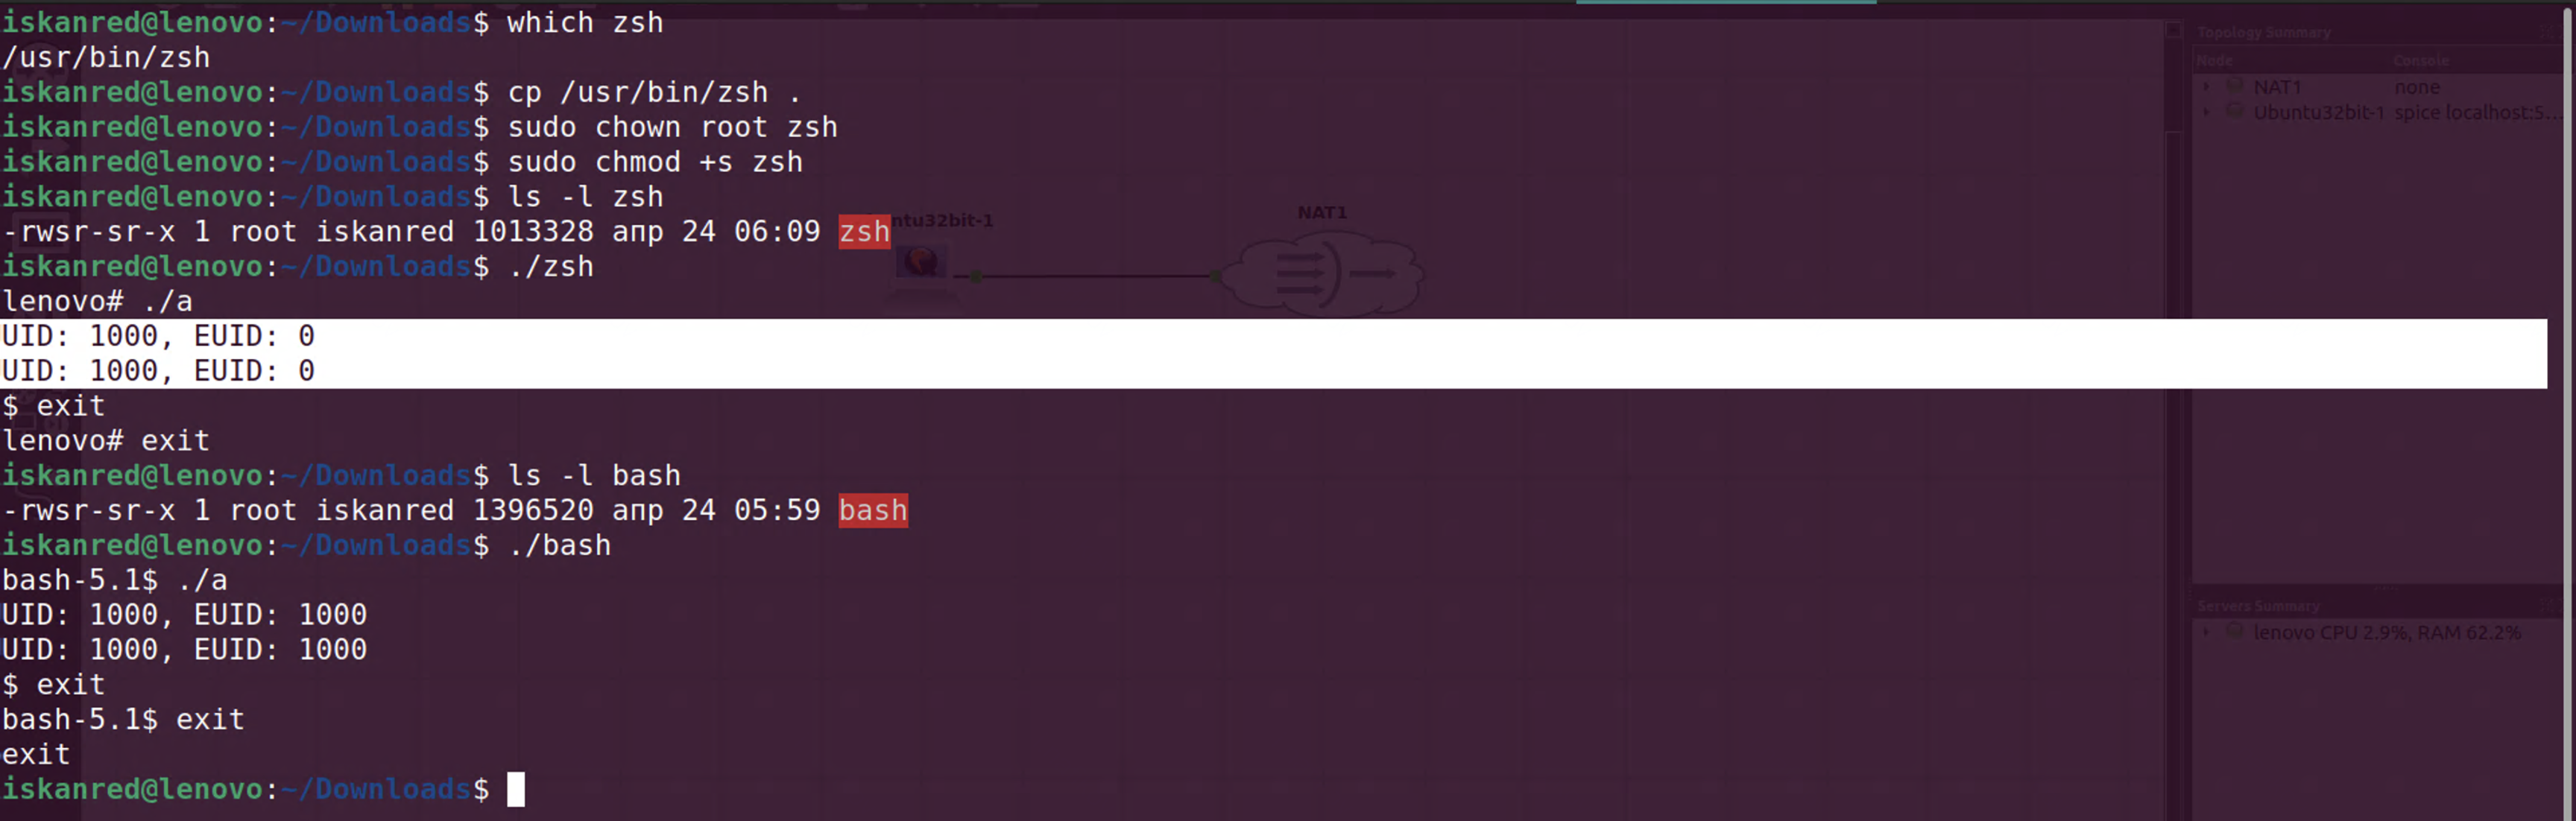 iskanred@lenovo:~/Downloads$ which zsh
/usr/bin/zsh
iskanred@lenovo:~/Downloads$ cp /usr/bin/zsh .
iskanred@lenovo:~/Downloads$ sudo chown root zsh
iskanred@lenovo:~/Downloads$ sudo chmod +s zsh
iskanred@lenovo:~/Downloads$ ls -l zsh
-rwsr-sr-x 1 root iskanred 1013328 апр 24 06:09 zsh
iskanred@lenovo:~/Downloads$ ./zsh
lenovo# ./a
UID: 1000, EUID: 0
UID: 1000, EUID: 0
$ exit
lenovo# exit
iskanred@lenovo:~/Downloads$ ls -l bash
-rwsr-sr-x 1 root iskanred 1396520 апр 24 05:59 bash
iskanred@lenovo:~/Downloads$ ./bash
bash-5.1$ ./a
UID: 1000, EUID: 1000
UID: 1000, EUID: 1000
$ exit
bash-5.1$ exit
exit
iskanred@lenovo:~/Downloads$
ntu32bit-1
NAT1
Topology Summary
Node Console
NAT1 none
Ubuntu32bit-1 spice localhost:5...
Servers Summary
lenovo CPU 2.9%, RAM 62.2%